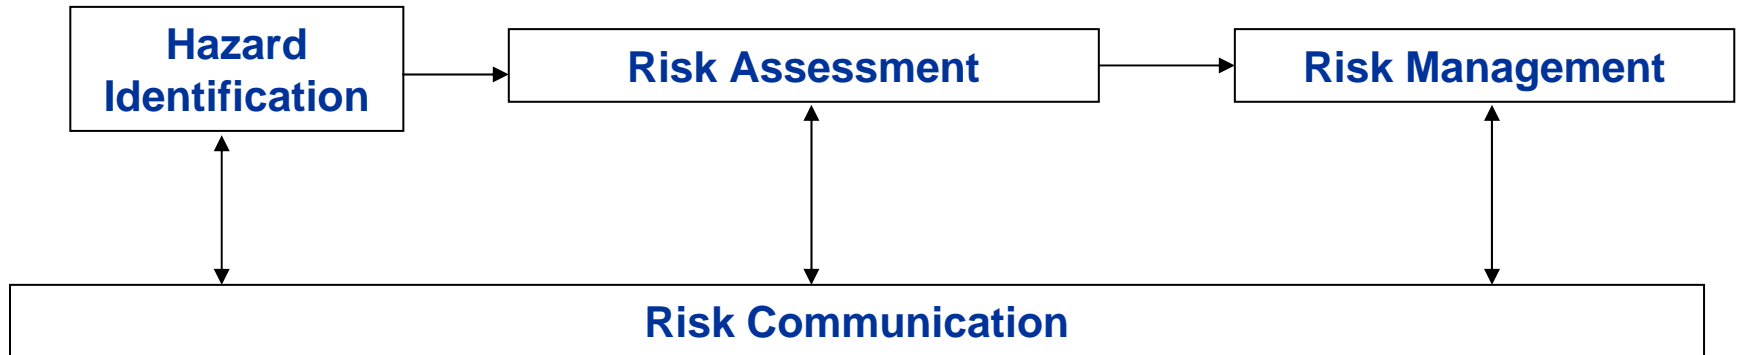 Hazard
Identification
Risk Assessment
Risk Management
Risk Communication